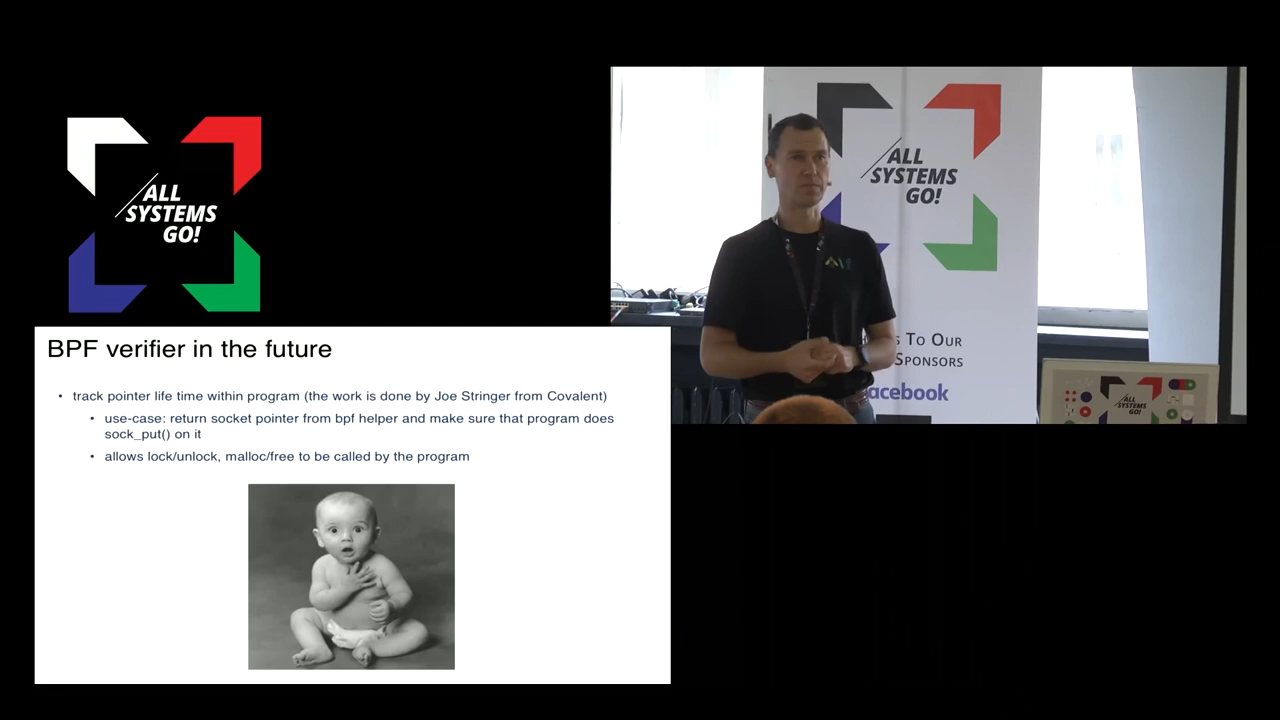 ALL
SYSTEMS
GO!
BPF verifier in the future
• track pointer life time within program (the work is done by Joe Stringer from Covalent)
• use-case: return socket pointer from bpf helper and make sure that program does
sock_put() on it
• allows lock/unlock, malloc/free to be called by the program
ALL
SYSTEMS
GO!
To Our
Sponsors
acebook
ALL
SYSTEMS
GO!